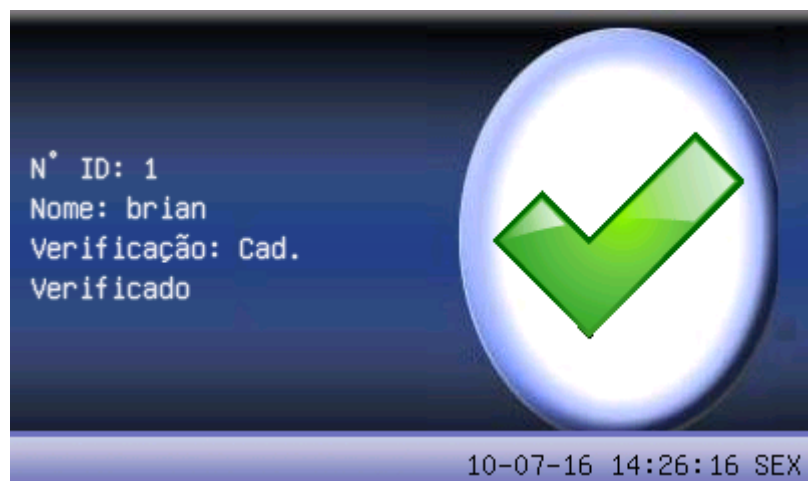 N° ID: 1
Nome: brian
Verificação: Cad.
Verificado
10-07-16 14:26:16 SEX